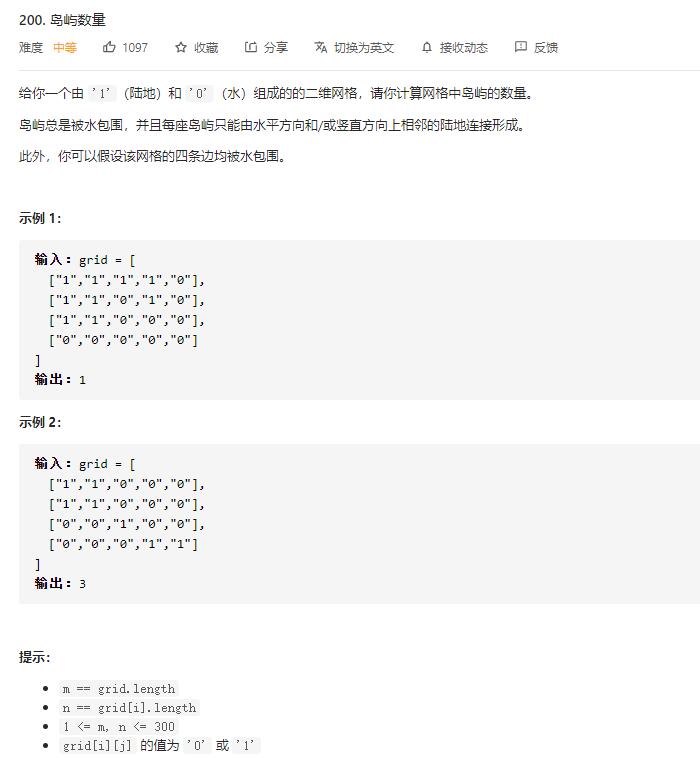 200. 岛屿数量
难度 中等 1097 收藏 分享 切换为英文 接收动态 反馈
给你一个由 '1'（陆地）和 '0'（水）组成的的二维网格，请你计算网格中岛屿的数量。
岛屿总是被水包围，并且每座岛屿只能由水平方向和/或竖直方向上相邻的陆地连接形成。
此外，你可以假设该网格的四条边均被水包围。
示例 1：
输入：grid = [
["1","1","1","1","0"],
["1","1","0","1","0"],
["1","1","0","0","0"],
["0","0","0","0","0"]
]
输出：1
示例 2：
输入：grid = [
["1","1","0","0","0"],
["1","1","0","0","0"],
["0","0","1","0","0"],
["0","0","0","1","1"]
]
输出：3
提示：
m == grid.length
n == grid[i].length
1 <= m, n <= 300
grid[i][j] 的值为 '0' 或 '1'